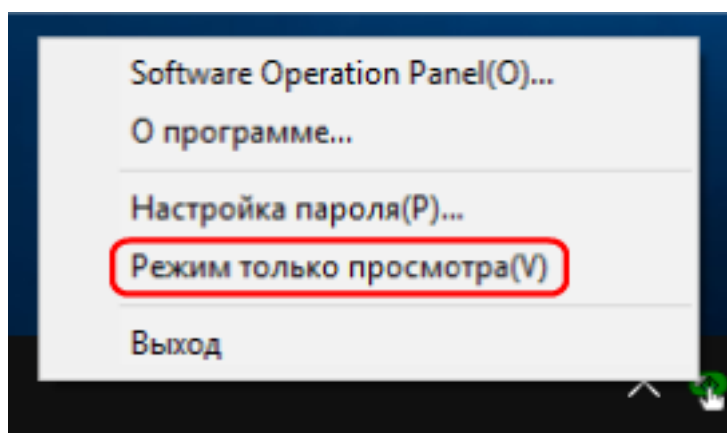 Software Operation Panel(O)...
О программе...
Настройка пароля(P)...
Режим только просмотра(V)
Выход